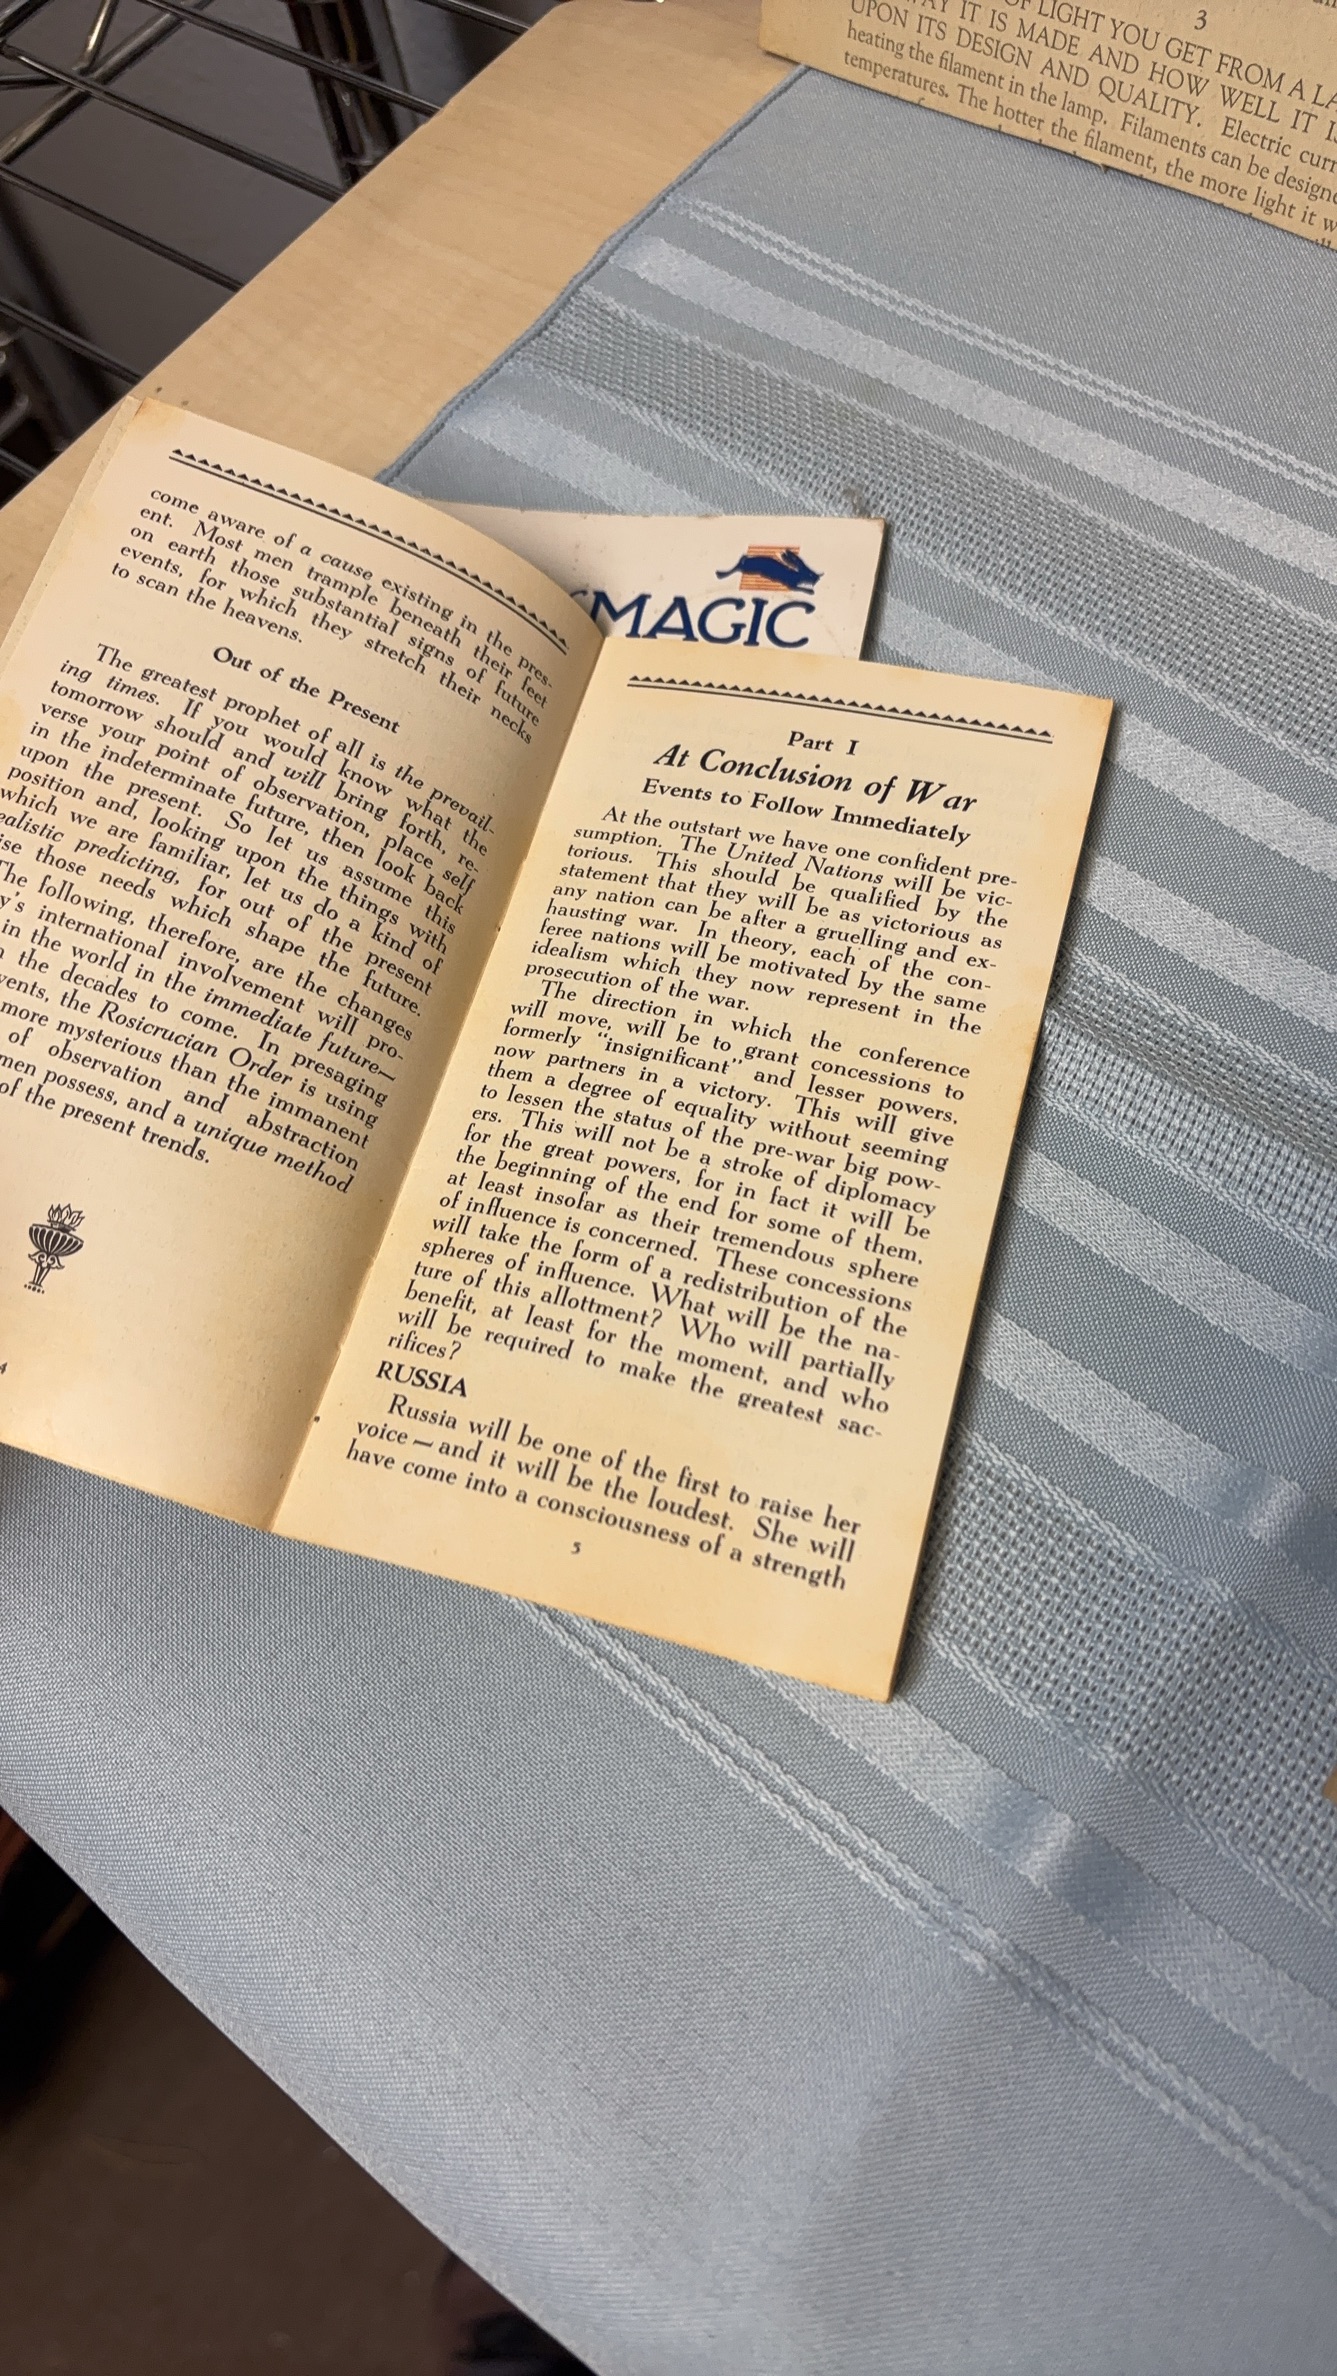 3
OF LIGHT YOU GET FROM A
IT IS MADE AND HOW WELL IT
UPON ITS DESIGN AND QUALITY. Electric
heating the filament in the lamp. Filaments can be
temperatures. The hotter the filament, the more light it
MAGIC
come aware of a cause existing in the pres-
ent. Most men trample beneath their feet
on earth those substantial signs of future
events, for which they stretch their necks
to scan the heavens.
Out of the Present
The greatest prophet of all is the prevail-
ing times. If you would know what the
tomorrow should and will bring forth, re-
verse your point of observation, place self
in the indeterminate future, then look back
upon the present. So let us assume this
position and, looking upon the things with
which we are familiar, let us do a kind of
predicting, for out of the present
those needs which shape the future.
The following, therefore, are the changes
international involvement will pro-
in the world in the immediate future—
the decades to come. In presaging
the Rosicrucian Order is using
more mysterious than the immanent
of observation and abstraction
men possess, and a unique method
of the present trends.
4
Part I
At Conclusion of War
Events to Follow Immediately
At the outstart we have one confident pre-
sumption. The United Nations will be vic-
torious. This should be qualified by the
statement that they will be as victorious as
any nation can be after a gruelling and ex-
hausting war. In theory, each of the con-
feree nations will be motivated by the same
idealism which they now represent in the
prosecution of the war.
The direction in which the conference
will move, will be to grant concessions to
formerly "insignificant" and lesser powers,
now partners in a victory. This will give
them a degree of equality without seeming
to lessen the status of the pre-war big pow-
ers. This will not be a stroke of diplomacy
for the great powers, for in fact it will be
the beginning of the end for some of them,
at least insofar as their tremendous sphere
of influence is concerned. These concessions
will take the form of a redistribution of the
spheres of influence. What will be the na-
ture of this allottment? Who will partially
benefit, at least for the moment, and who
will be required to make the greatest sac-
rifices?
RUSSIA
Russia will be one of the first to raise her
voice—and it will be the loudest. She will
have come into a consciousness of a strength
5